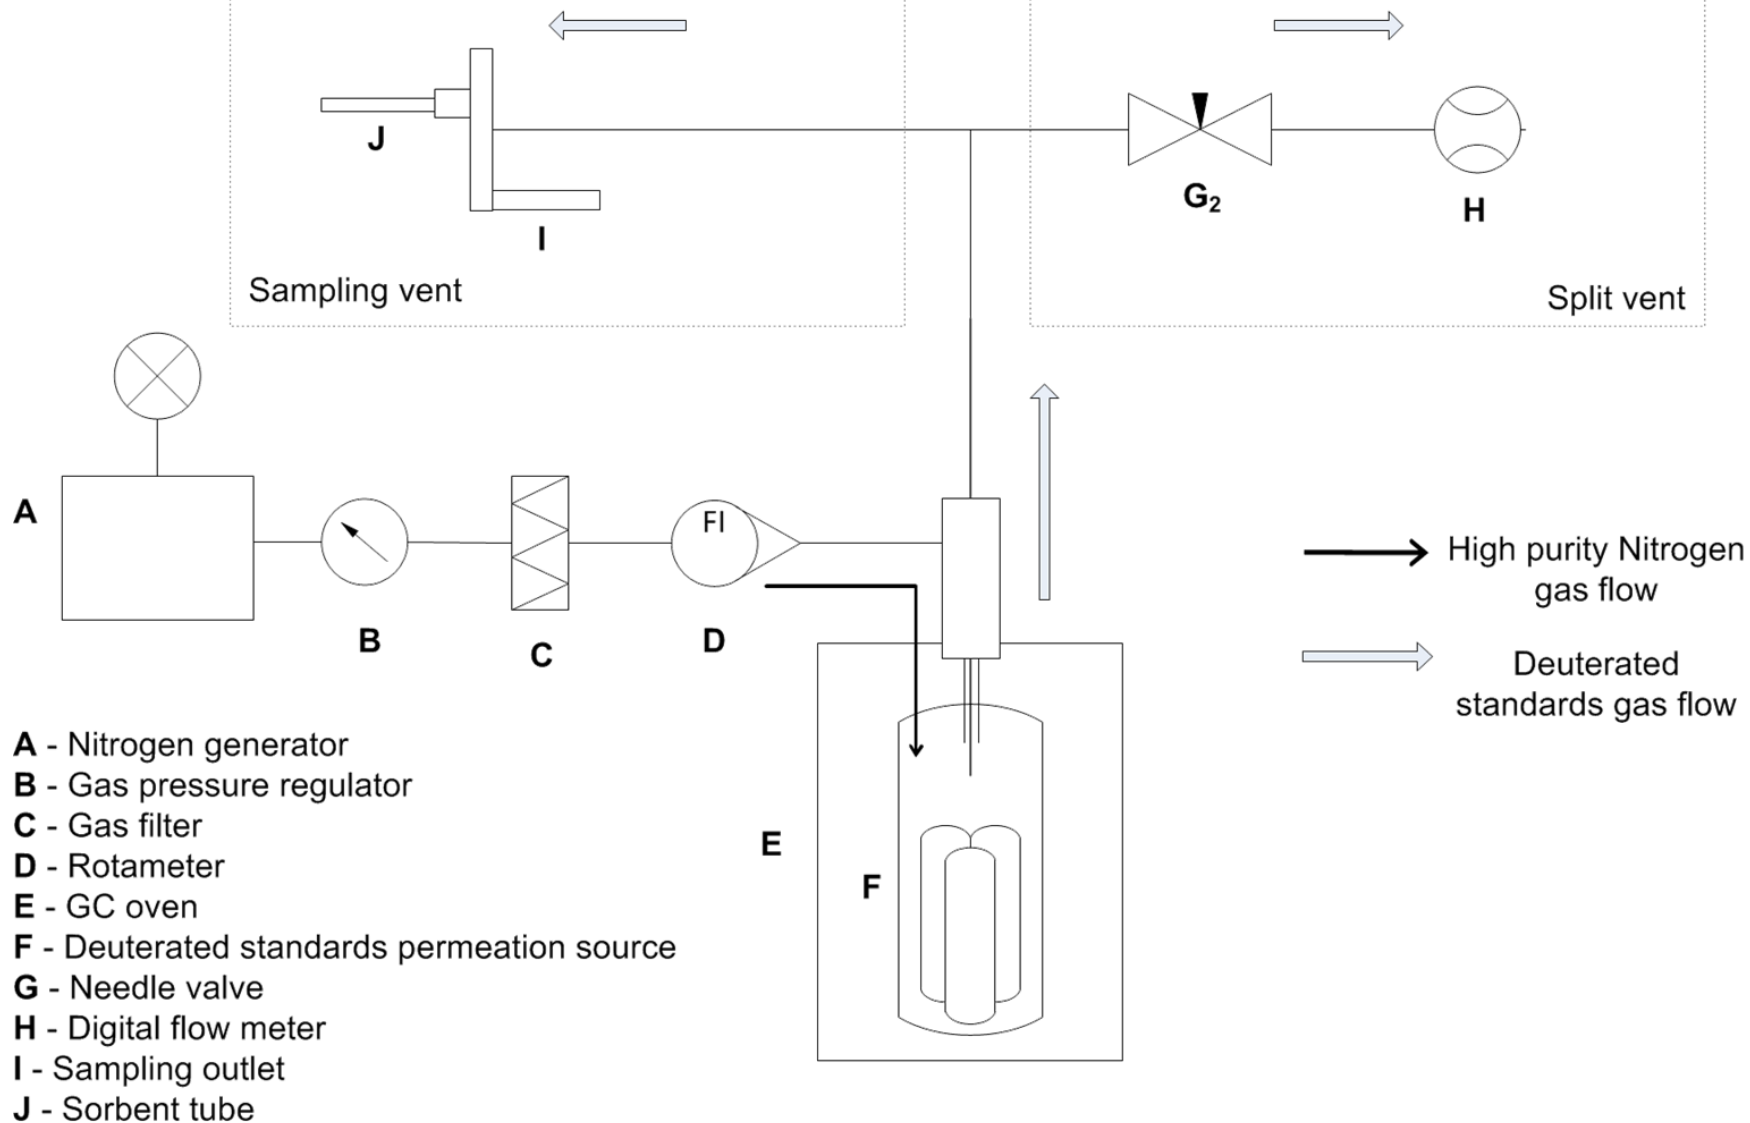 J
I
G₂
H
Sampling vent
Split vent
A
FI
B
C
D
High purity Nitrogen
gas flow
Deuterated
standards gas flow
E
F
A - Nitrogen generator
B - Gas pressure regulator
C - Gas filter
D - Rotameter
E - GC oven
F - Deuterated standards permeation source
G - Needle valve
H - Digital flow meter
I - Sampling outlet
J - Sorbent tube